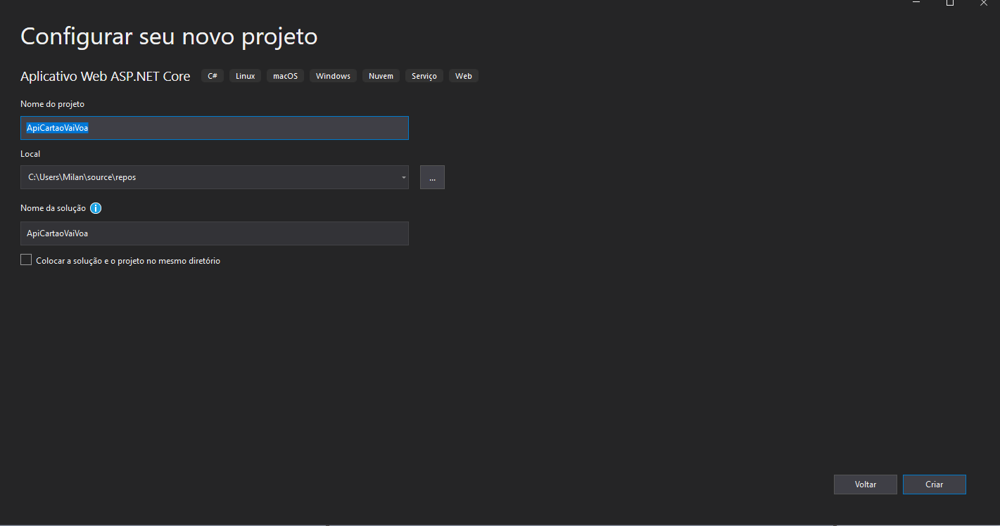 Configurar seu novo projeto
Aplicativo Web ASP.NET Core C# Linux macOS Windows Nuvem Serviço Web
Nome do projeto
ApiCartaoVaiVoa
Local
C:\Users\Milan\source\repos
...
Nome da solução
ApiCartaoVaiVoa
Colocar a solução e o projeto no mesmo diretório
Voltar Criar